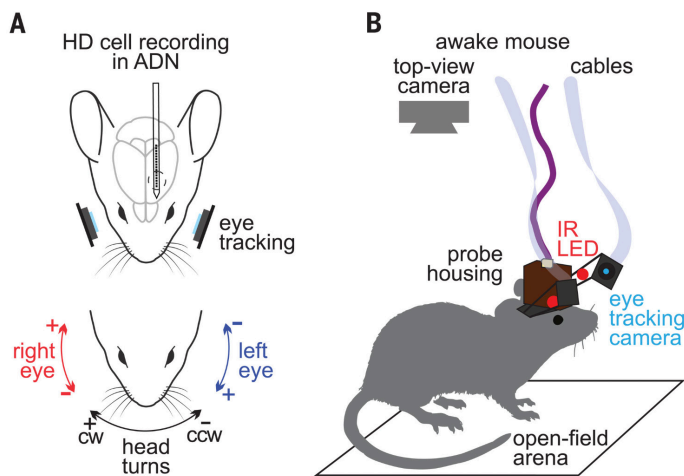 A
HD cell recording
in ADN
eye
tracking
+
right
eye
-
-
left
eye
+
+
cw
-
ccw
head
turns
B
awake mouse
top-view
camera
cables
IR
LED
probe
housing
eye
tracking
camera
open-field
arena